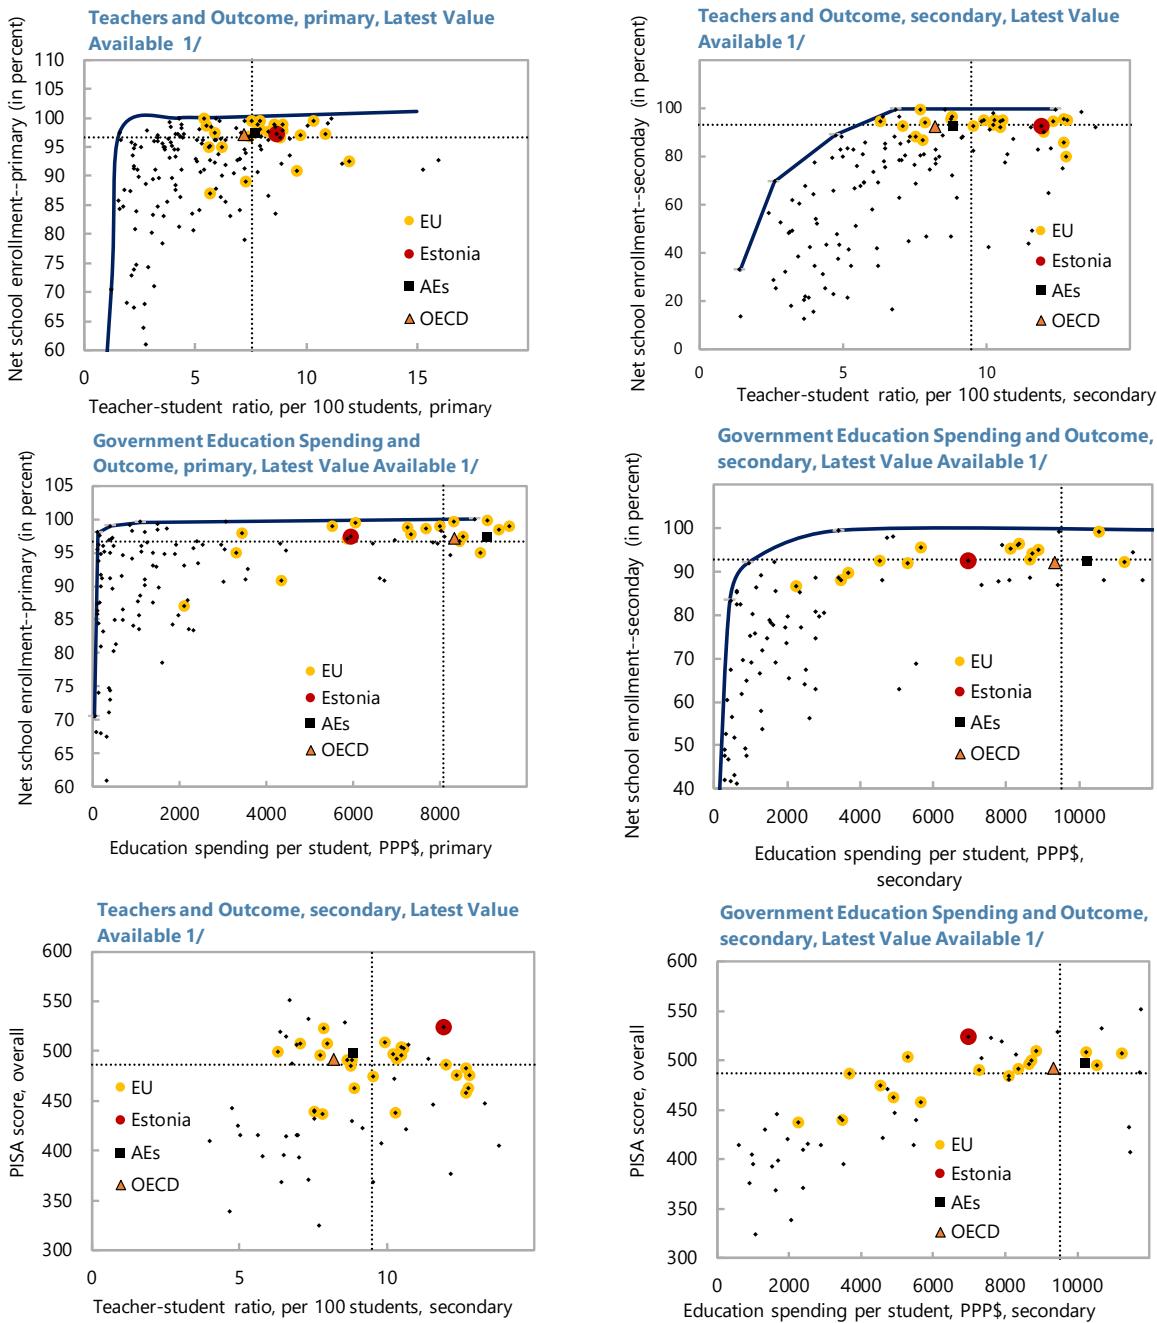 Teachers and Outcome, primary, Latest Value
Available 1/
Net school enrollment--primary (in percent)
110
105
100
95
90
85
80
75
70
65
60
EU
Estonia
AEs
OECD
0
5
10
15
Teacher-student ratio, per 100 students, primary
Teachers and Outcome, secondary, Latest Value
Available 1/
Net school enrollment--seconday (in percent)
100
80
60
40
20
0
EU
Estonia
AEs
OECD
0
5
10
Teacher-student ratio, per 100 students, secondary
Government Education Spending and
Outcome, primary, Latest Value Available 1/
Net school enrollment--primary (in percent)
105
100
95
90
85
80
75
70
65
60
EU
Estonia
AEs
OECD
0
2000
4000
6000
8000
Education spending per student, PPP$, primary
Government Education Spending and Outcome,
secondary, Latest Value Available 1/
Net school enrollment--seconday (in percent)
100
90
80
70
60
50
40
EU
Estonia
AEs
OECD
0
2000
4000
6000
8000
10000
Education spending per student, PPP$,
secondary
Teachers and Outcome, secondary, Latest Value
Available 1/
PISA score, overall
600
550
500
450
400
350
300
EU
Estonia
AEs
OECD
0
5
10
Teacher-student ratio, per 100 students, secondary
Government Education Spending and Outcome,
secondary, Latest Value Available 1/
PISA score, overall
600
550
500
450
400
350
300
EU
Estonia
AEs
OECD
0
2000
4000
6000
8000
10000
Education spending per student, PPP$, secondary